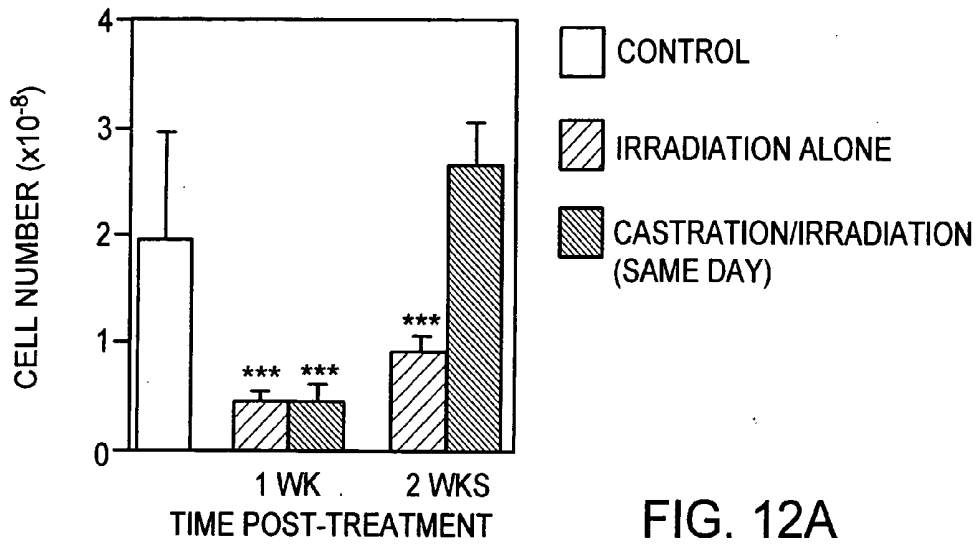 CELL NUMBER (x10⁻⁸)
4
3
2
1
0
***
***
***
1 WK
2 WKS
TIME POST-TREATMENT
CONTROL
IRRADIATION ALONE
CASTRATION/IRRADIATION
(SAME DAY)
FIG. 12A